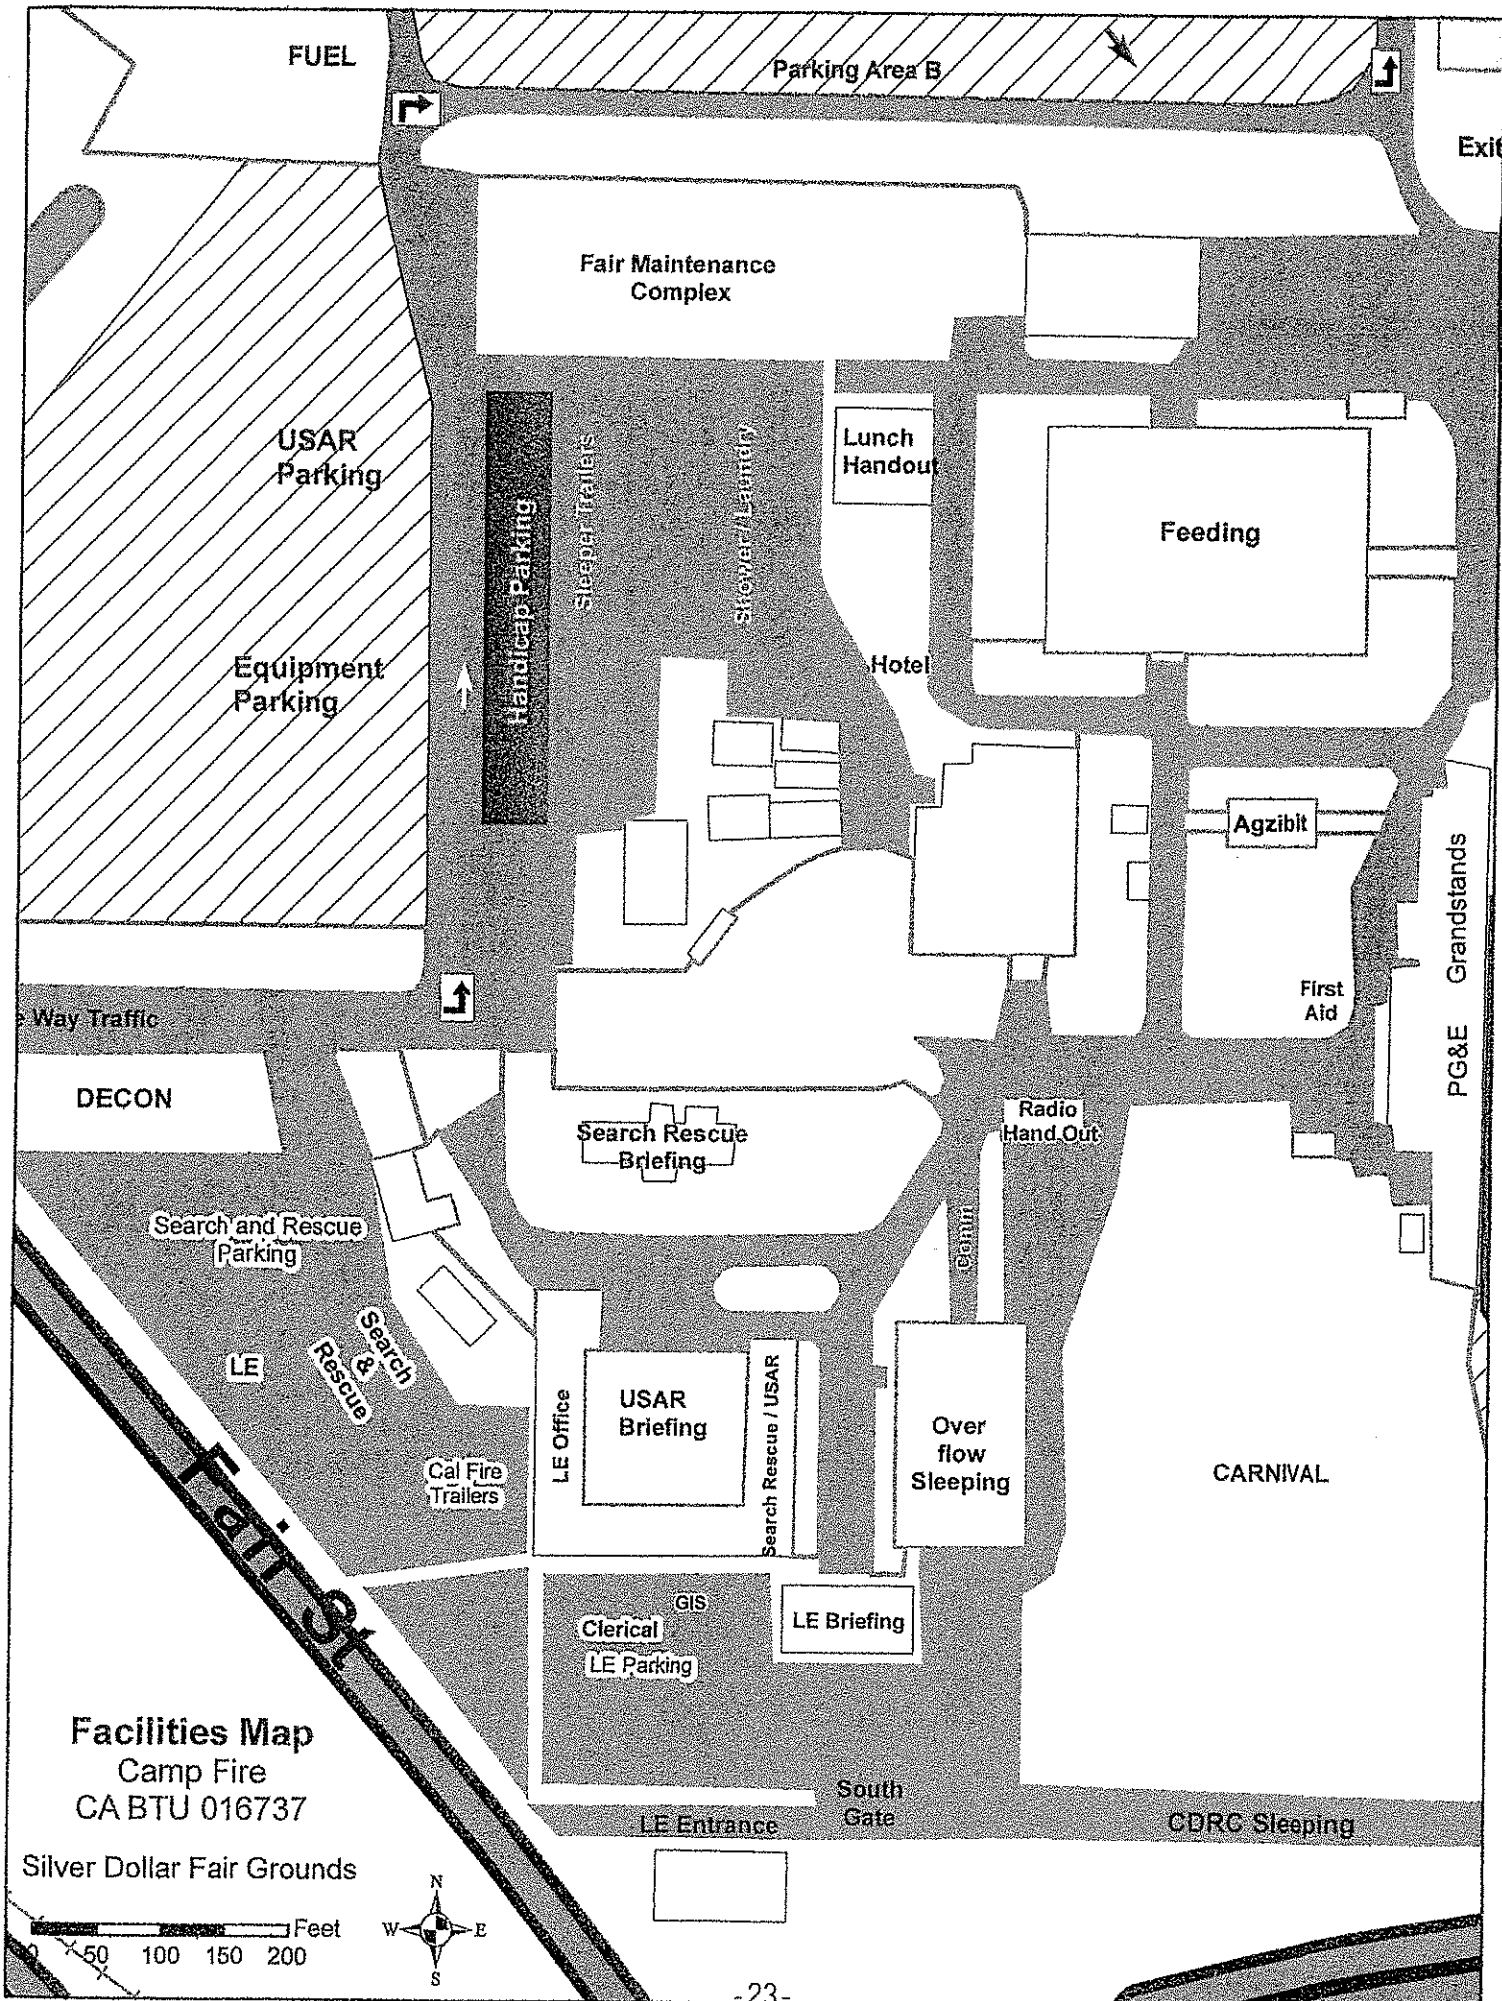 FUEL
Parking Area B
Exit
Fair Maintenance
Complex
USAR
Parking
Handicap Parking
Sleeper Trailers
Shower / Laundry
Lunch
Handout
Feeding
Equipment
Parking
Hotel
Agzibit
Grandstands
PG&E
First
Aid
Way Traffic
DECON
Search Rescue
Briefing
Radio
Hand Out
Comm
Search and Rescue
Parking
Search
&
Rescue
LE
LE Office
USAR
Briefing
Search Rescue / USAR
Over
flow
Sleeping
CARNIVAL
Cal Fire
Trailers
Fair St
GIS
Clerical
LE Parking
LE Briefing
Facilities Map
Camp Fire
CA BTU 016737
Silver Dollar Fair Grounds
South
Gate
LE Entrance
CDRC Sleeping
Feet
0 50 100 150 200
N
W E
S
-23-